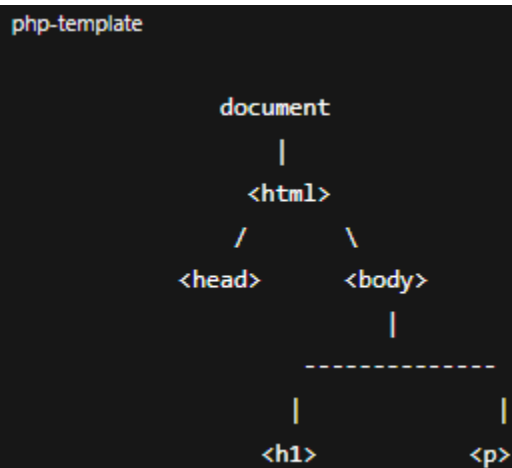 php-template
document
|
<html>
/ \
<head> <body>
|
--------------
| |
<h1> <p>